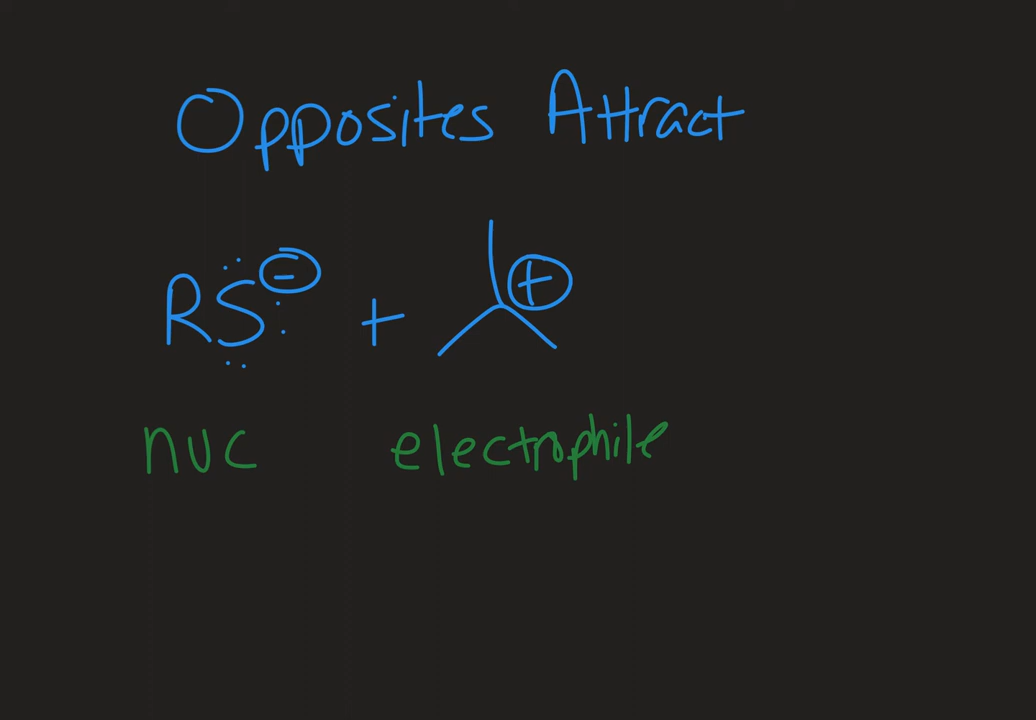 Opposites Attract
RS⊖ + ⊕
nuc electrophile